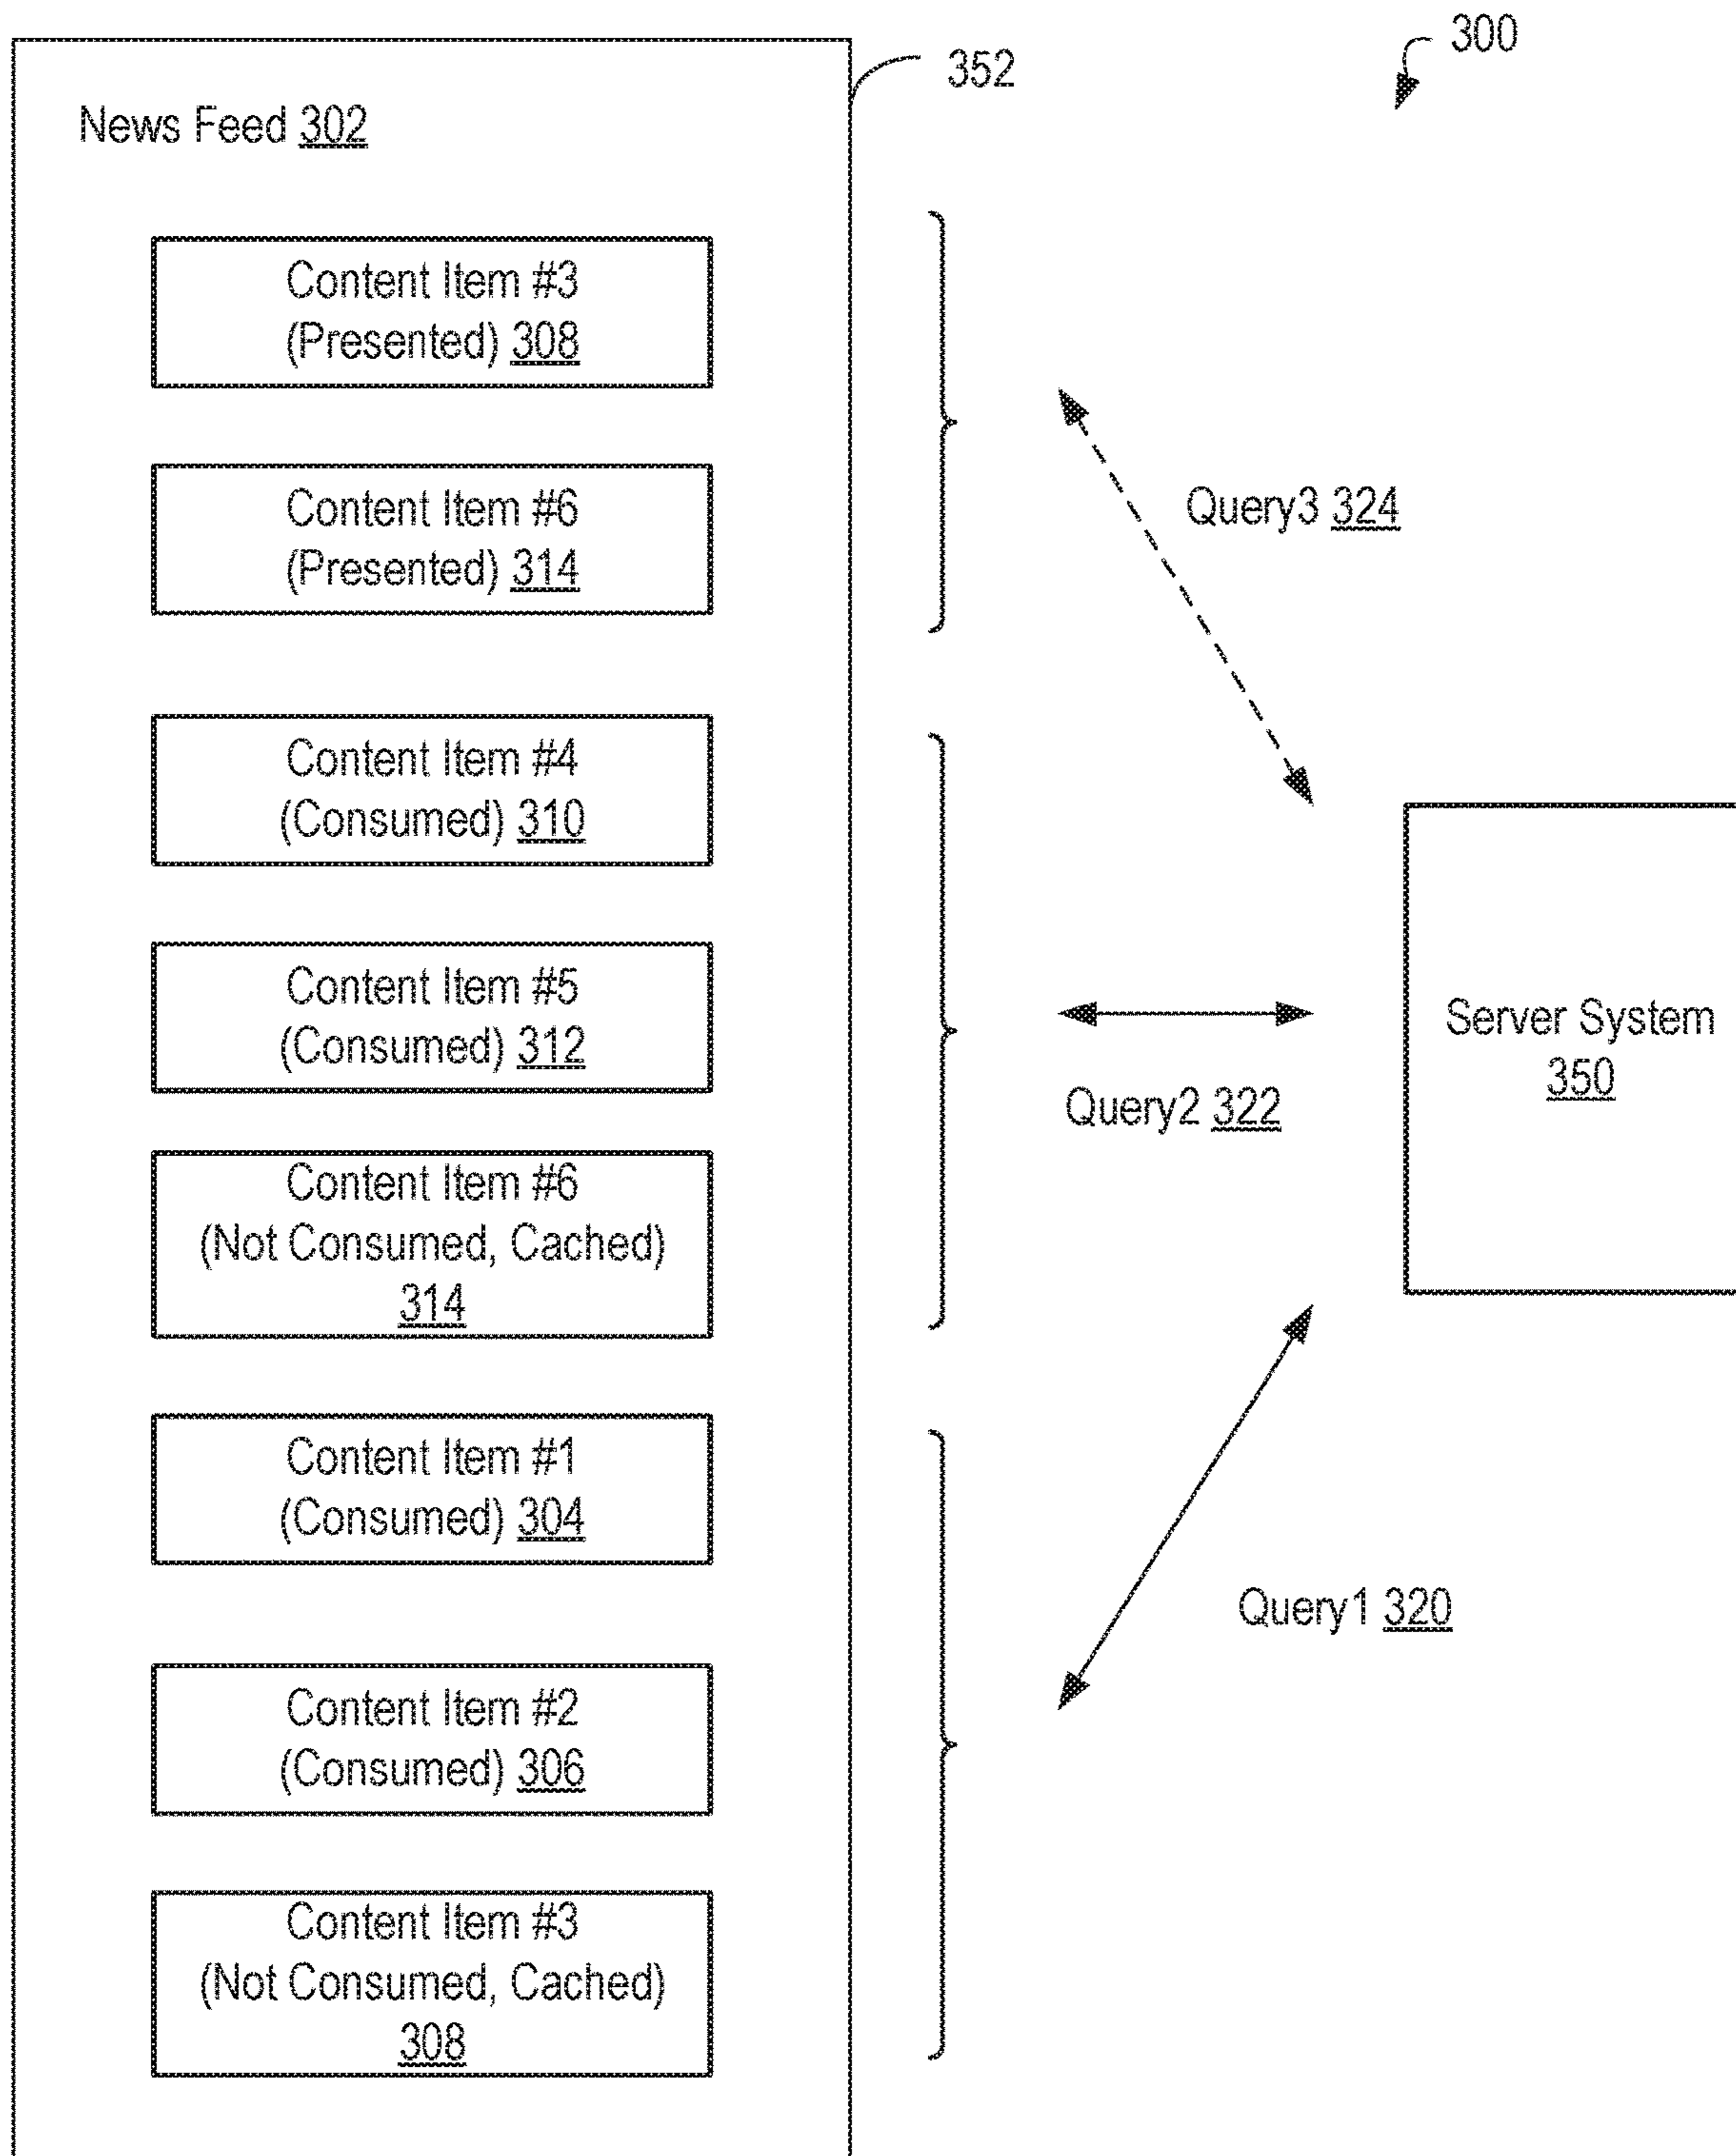 300
352
News Feed 302
Content Item #3
(Presented) 308
Content Item #6
(Presented) 314
Query3 324
Content Item #4
(Consumed) 310
Content Item #5
(Consumed) 312
Server System
350
Query2 322
Content Item #6
(Not Consumed, Cached)
314
Content Item #1
(Consumed) 304
Query1 320
Content Item #2
(Consumed) 306
Content Item #3
(Not Consumed, Cached)
308